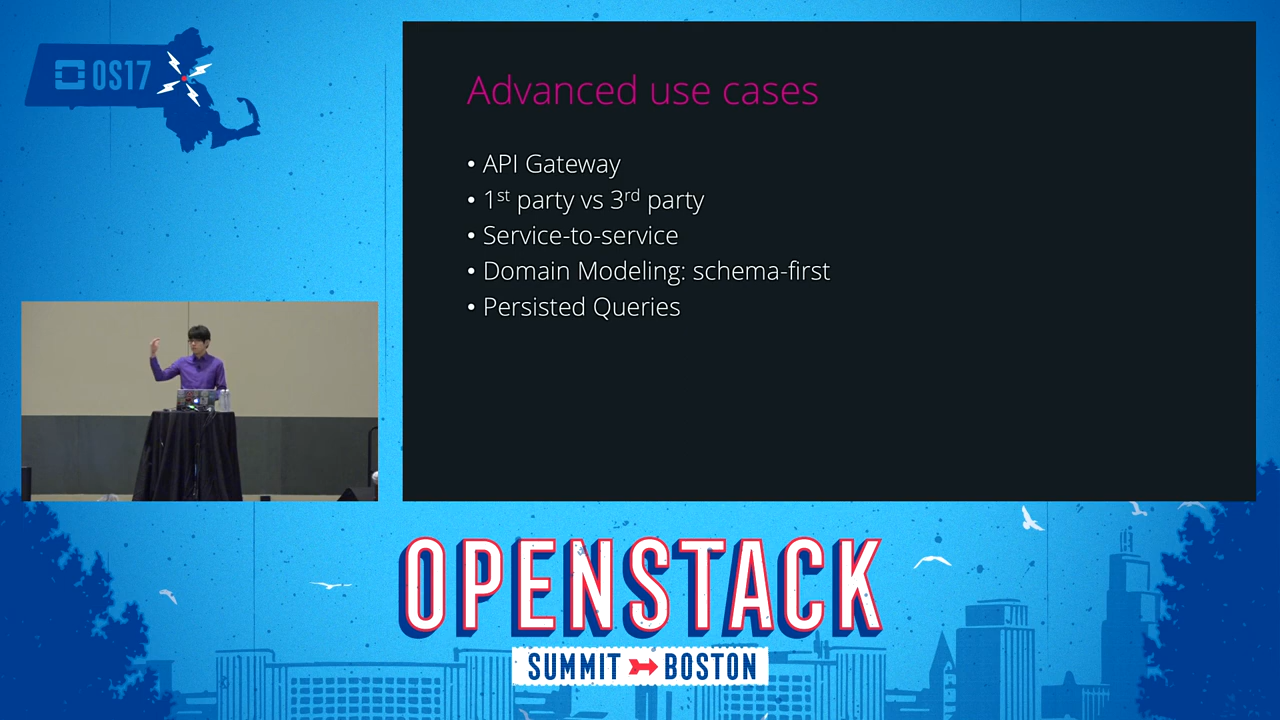 OS17
Advanced use cases
• API Gateway
• 1st party vs 3rd party
• Service-to-service
• Domain Modeling: schema-first
• Persisted Queries
OPENSTACK
SUMMIT BOSTON